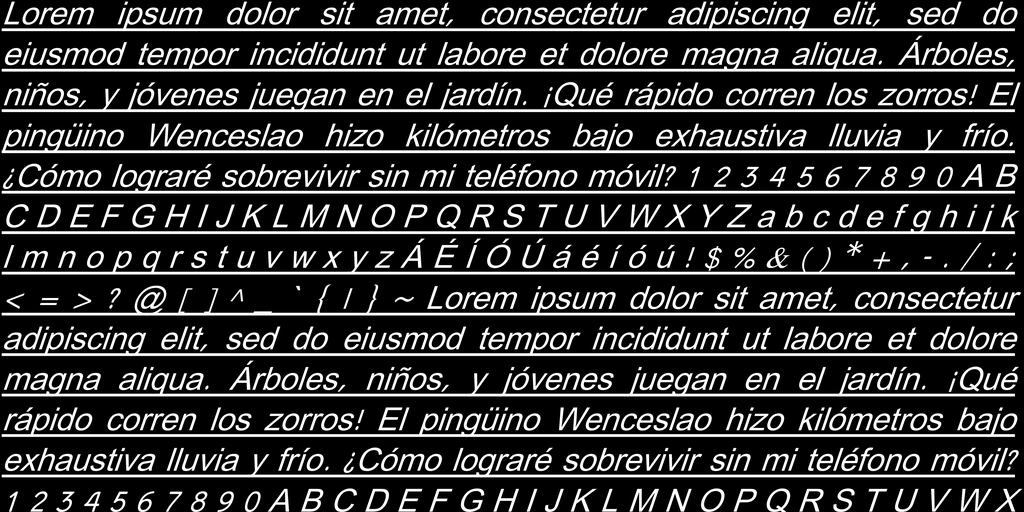 Lorem ipsum dolor sit amet, consectetur adipiscing elit, sed do
eiusmod tempor incididunt ut labore et dolore magna aliqua. Árboles,
niños, y jóvenes juegan en el jardín. ¡Qué rápido corren los zorros! El
pingüino Wenceslao hizo kilómetros bajo exhaustiva lluvia y frío.
¿Cómo lograré sobrevivir sin mi teléfono móvil? 1 2 3 4 5 6 7 8 9 0 A B
C D E F G H I J K L M N O P Q R S T U V W X Y Z a b c d e f g h i j k
l m n o p q r s t u v w x y z Á É Í Ó Ú á é í ó ú ! $ % & ( ) * + , - . / : ;
< = > ? @ [ ] ^ _ ` { | } ~ Lorem ipsum dolor sit amet, consectetur
adipiscing elit, sed do eiusmod tempor incididunt ut labore et dolore
magna aliqua. Árboles, niños, y jóvenes juegan en el jardín. ¡Qué
rápido corren los zorros! El pingüino Wenceslao hizo kilómetros bajo
exhaustiva lluvia y frío. ¿Cómo lograré sobrevivir sin mi teléfono móvil?
1 2 3 4 5 6 7 8 9 0 A B C D E F G H I J K L M N O P Q R S T U V W X